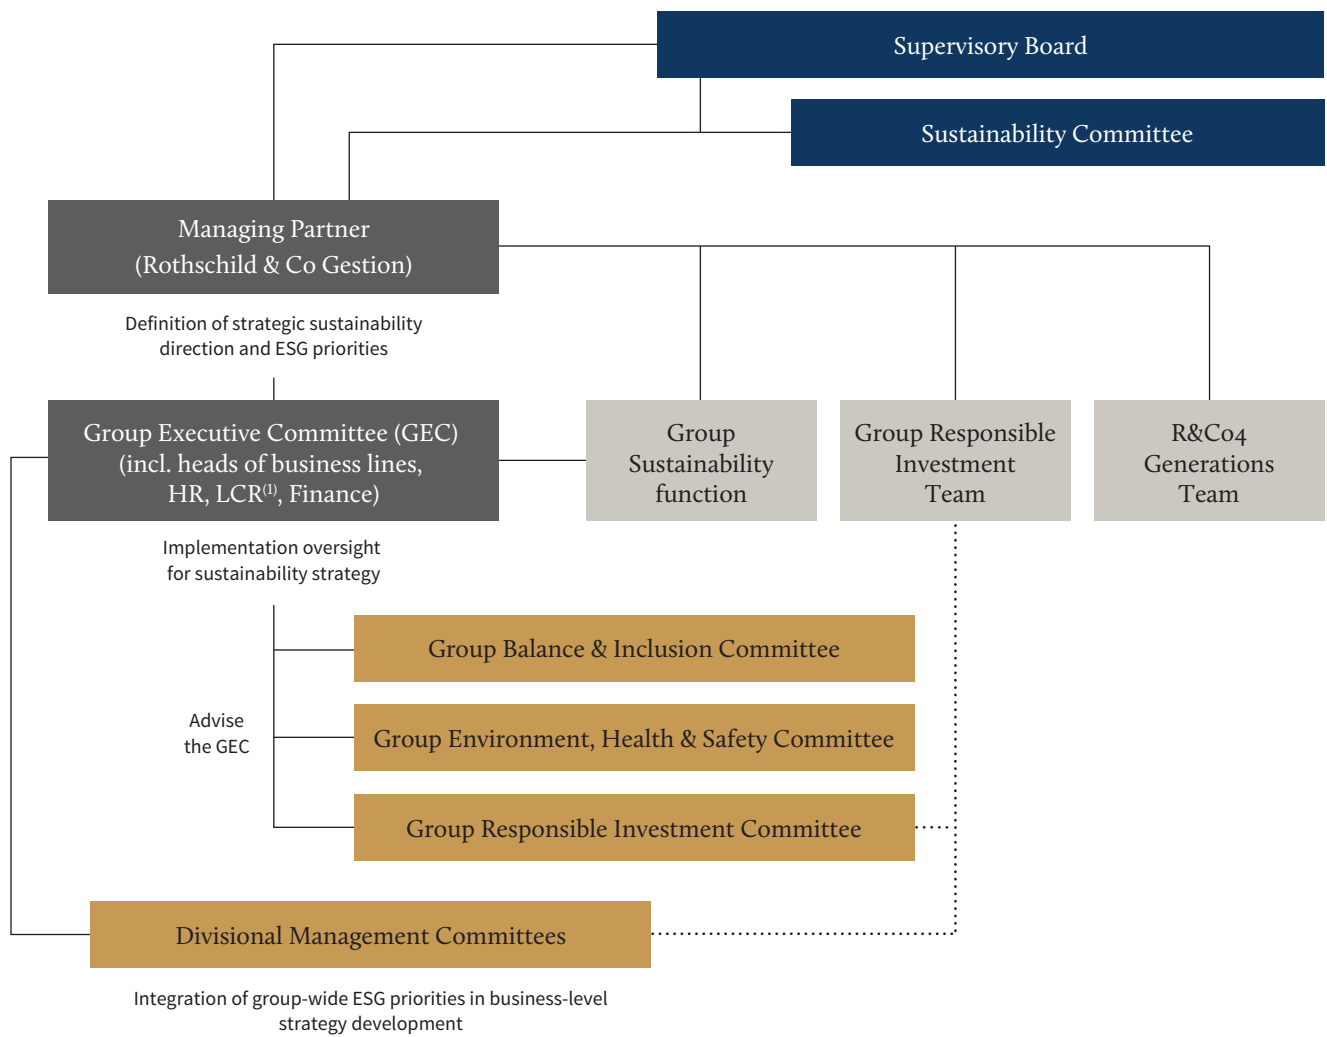 Supervisory Board
Sustainability Committee
Managing Partner
(Rothschild & Co Gestion)
Definition of strategic sustainability
direction and ESG priorities
Group Executive Committee (GEC)
(incl. heads of business lines,
HR, LCR(1), Finance)
Group
Sustainability
function
Group Responsible
Investment
Team
R&Co4
Generations
Team
Implementation oversight
for sustainability strategy
Group Balance & Inclusion Committee
Advise
the GEC
Group Environment, Health & Safety Committee
Group Responsible Investment Committee
Divisional Management Committees
Integration of group-wide ESG priorities in business-level
strategy development